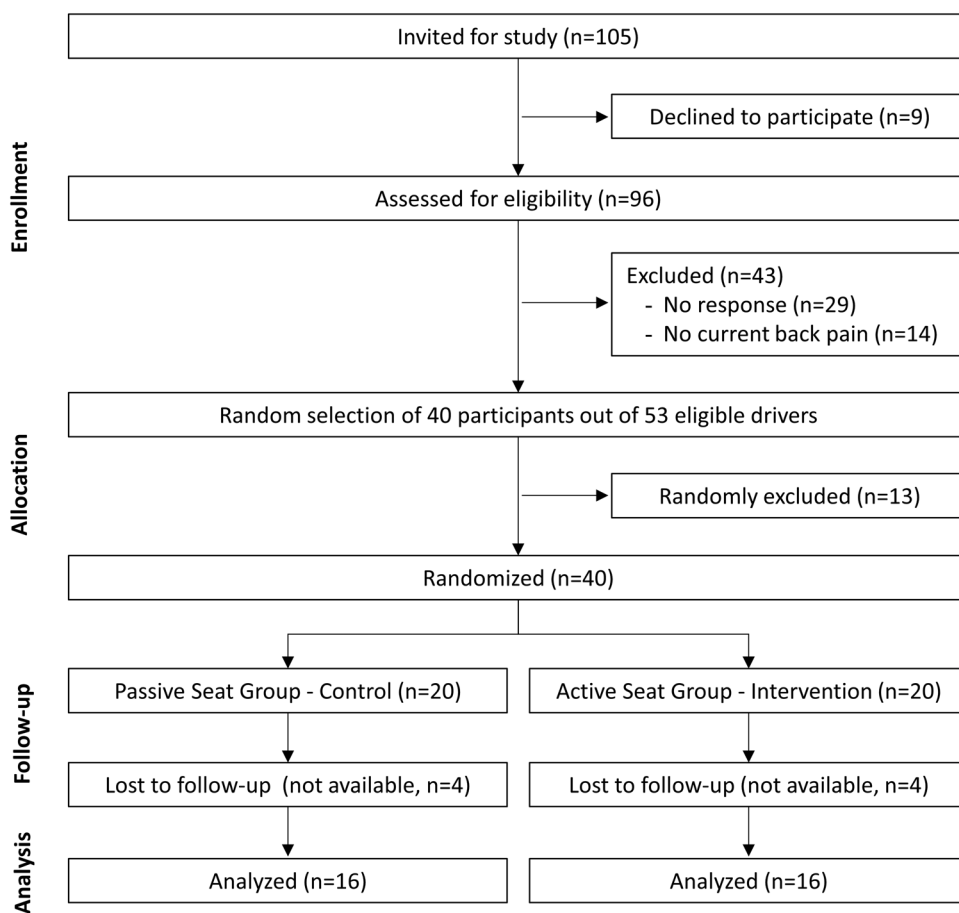 Invited for study (n=105)
Declined to participate (n=9)
Enrollment
Assessed for eligibility (n=96)
Excluded (n=43)
- No response (n=29)
- No current back pain (n=14)
Random selection of 40 participants out of 53 eligible drivers
Allocation
Randomly excluded (n=13)
Randomized (n=40)
Follow-up
Passive Seat Group - Control (n=20)
Active Seat Group - Intervention (n=20)
Lost to follow-up (not available, n=4)
Lost to follow-up (not available, n=4)
Analysis
Analyzed (n=16)
Analyzed (n=16)